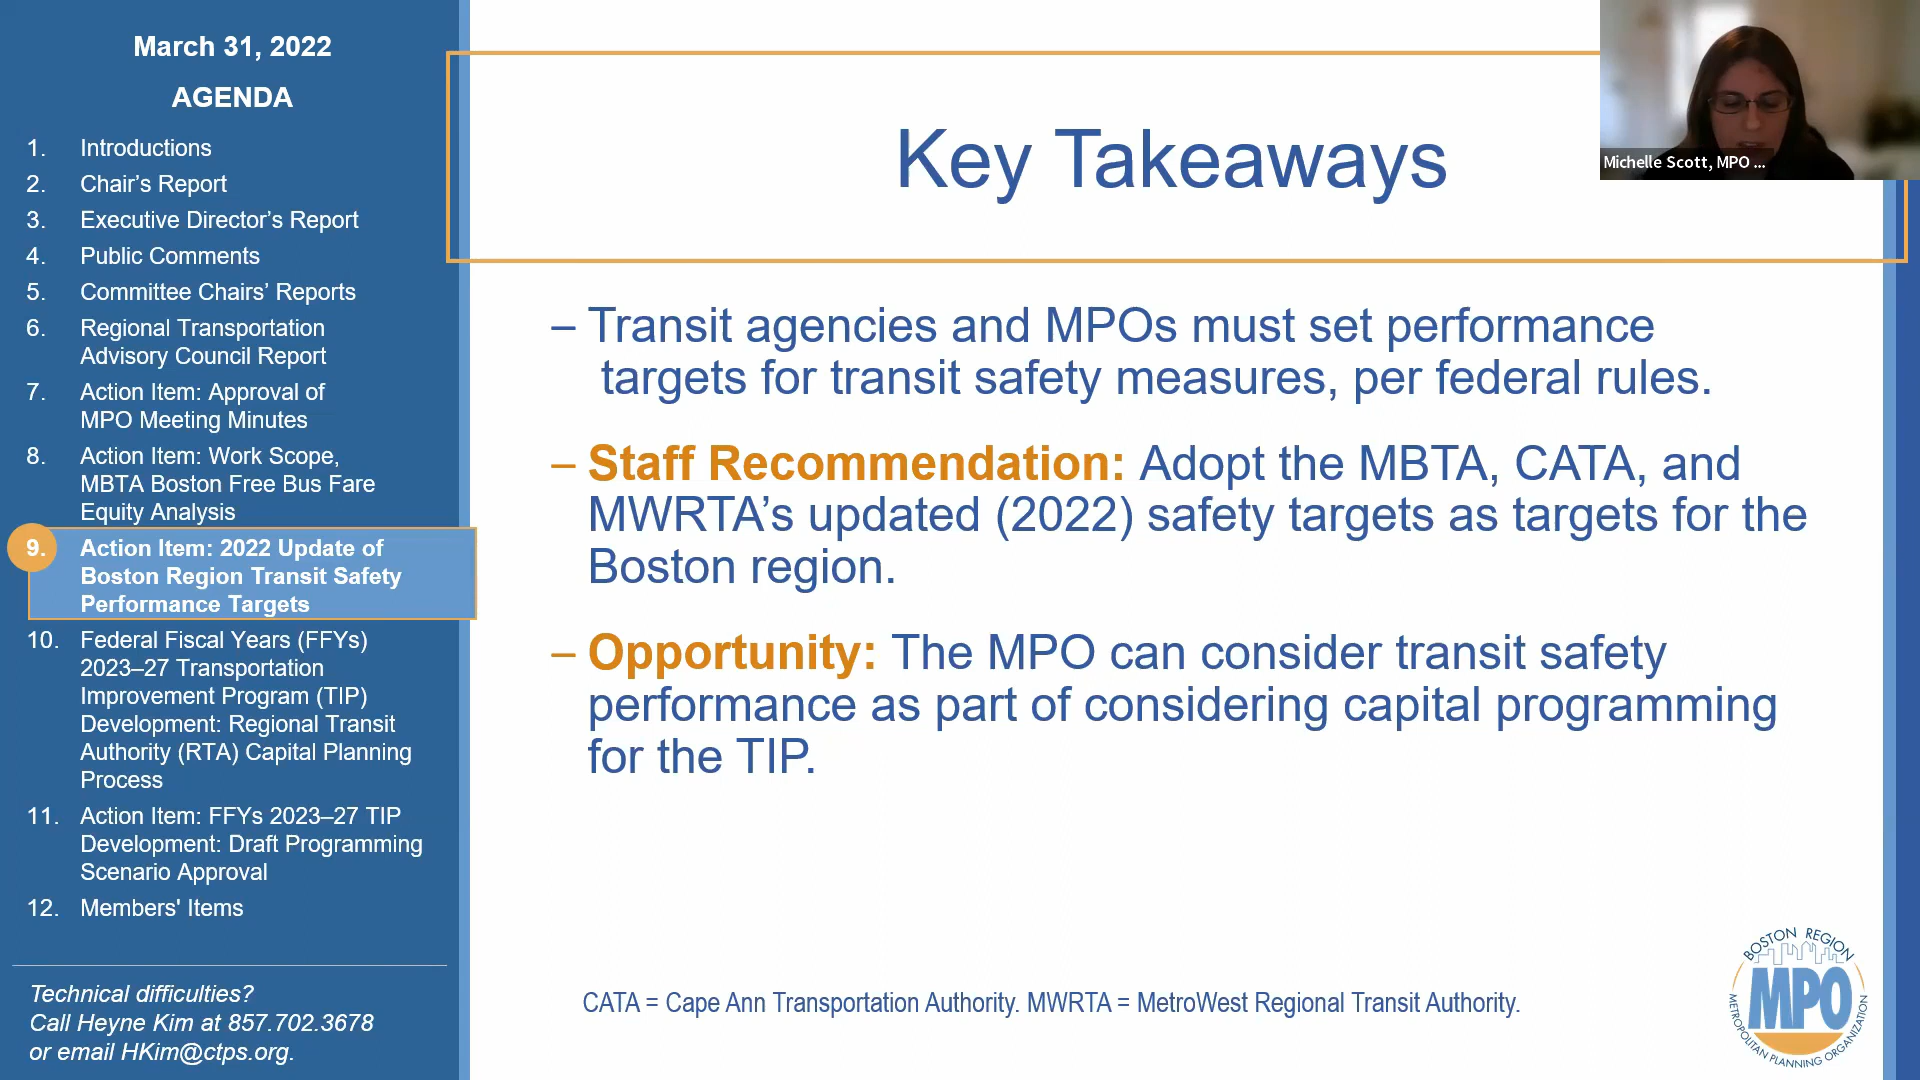 March 31, 2022
AGENDA
1. Introductions
2. Chair's Report
3. Executive Director's Report
4. Public Comments
5. Committee Chairs' Reports
6. Regional Transportation
Advisory Council Report
7. Action Item: Approval of
MPO Meeting Minutes
8. Action Item: Work Scope,
MBTA Boston Free Bus Fare
Equity Analysis
9. Action Item: 2022 Update of
Boston Region Transit Safety
Performance Targets
10. Federal Fiscal Years (FFYs)
2023–27 Transportation
Improvement Program (TIP)
Development: Regional Transit
Authority (RTA) Capital Planning
Process
11. Action Item: FFYs 2023–27 TIP
Development: Draft Programming
Scenario Approval
12. Members' Items
Technical difficulties?
Call Heyne Kim at 857.702.3678
or email HKim@ctps.org.
Key Takeaways
– Transit agencies and MPOs must set performance
targets for transit safety measures, per federal rules.
– Staff Recommendation: Adopt the MBTA, CATA, and
MWRTA's updated (2022) safety targets as targets for the
Boston region.
– Opportunity: The MPO can consider transit safety
performance as part of considering capital programming
for the TIP.
CATA = Cape Ann Transportation Authority. MWRTA = MetroWest Regional Transit Authority.
Michelle Scott, MPO ...
BOSTON REGION
MPO
METROPOLITAN PLANNING ORGANIZATION